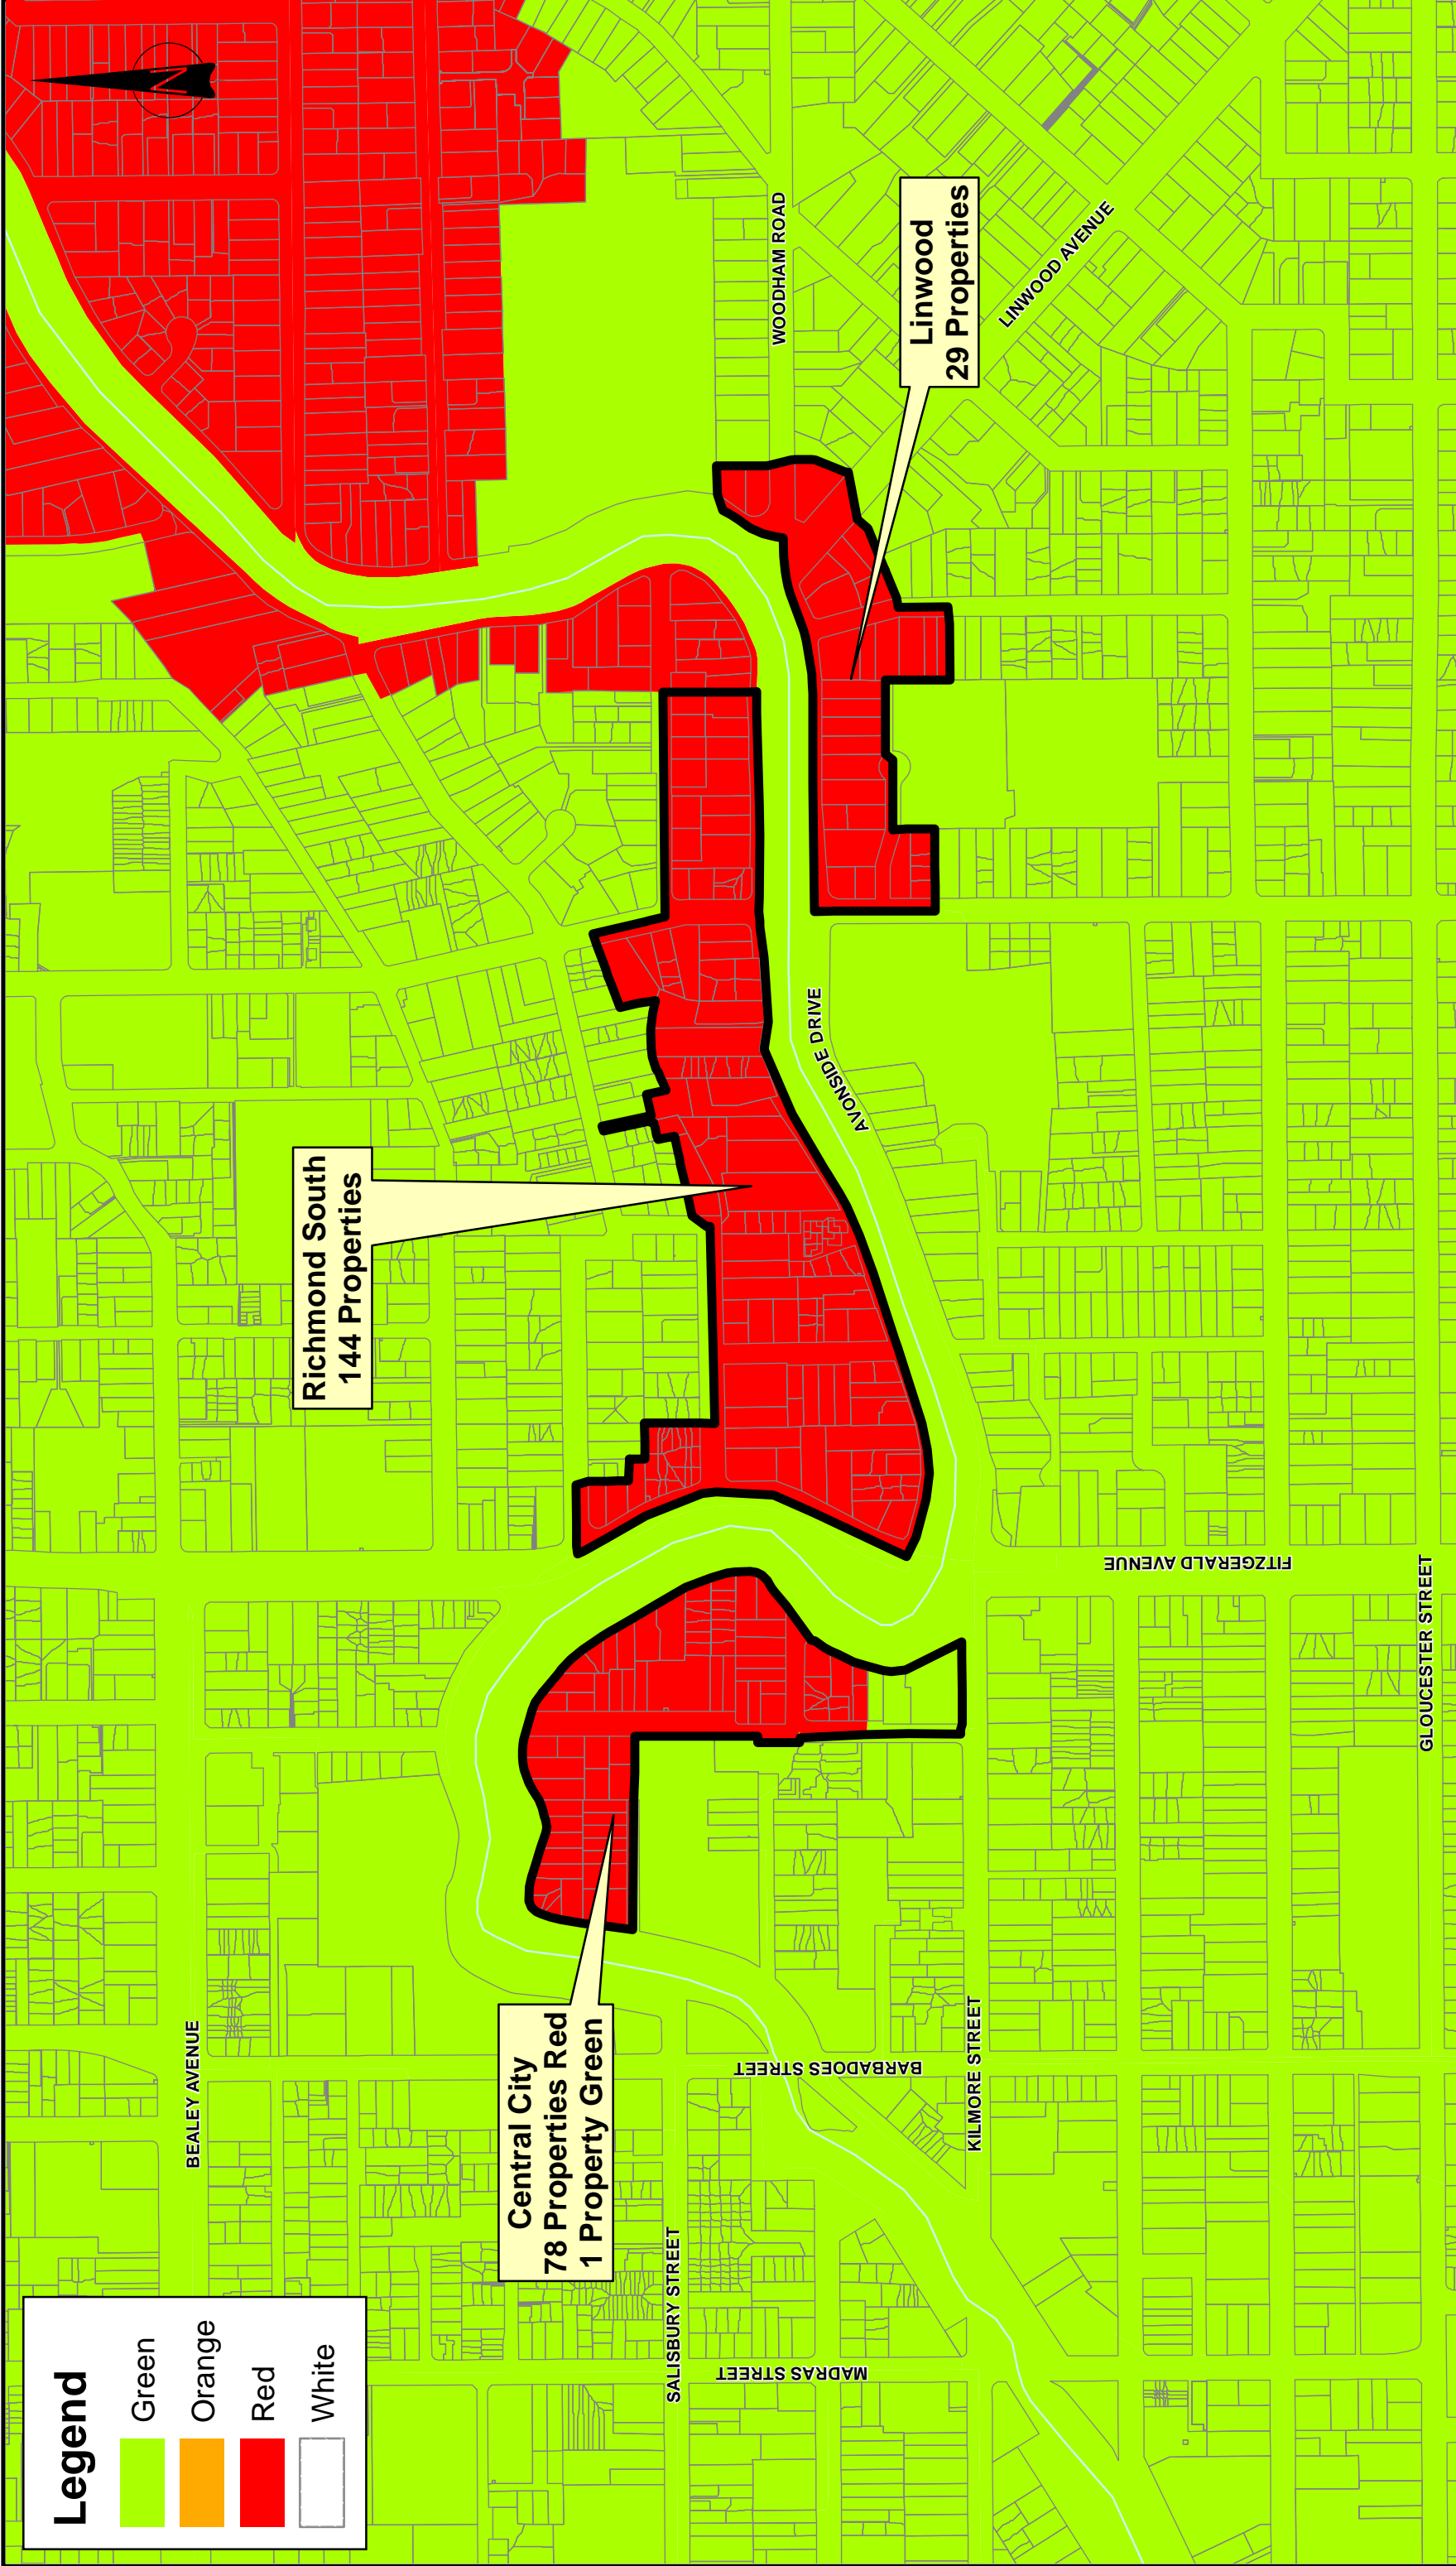 Legend
Green
Orange
Red
White
N
BEALEY AVENUE
Richmond South
144 Properties
Central City
78 Properties Red
1 Property Green
SALISBURY STREET
MADRAS STREET
BARBADOES STREET
KILMORE STREET
AVONSIDE DRIVE
WOODHAM ROAD
Linwood
29 Properties
LINWOOD AVENUE
FITZGERALD AVENUE
GLOUCESTER STREET